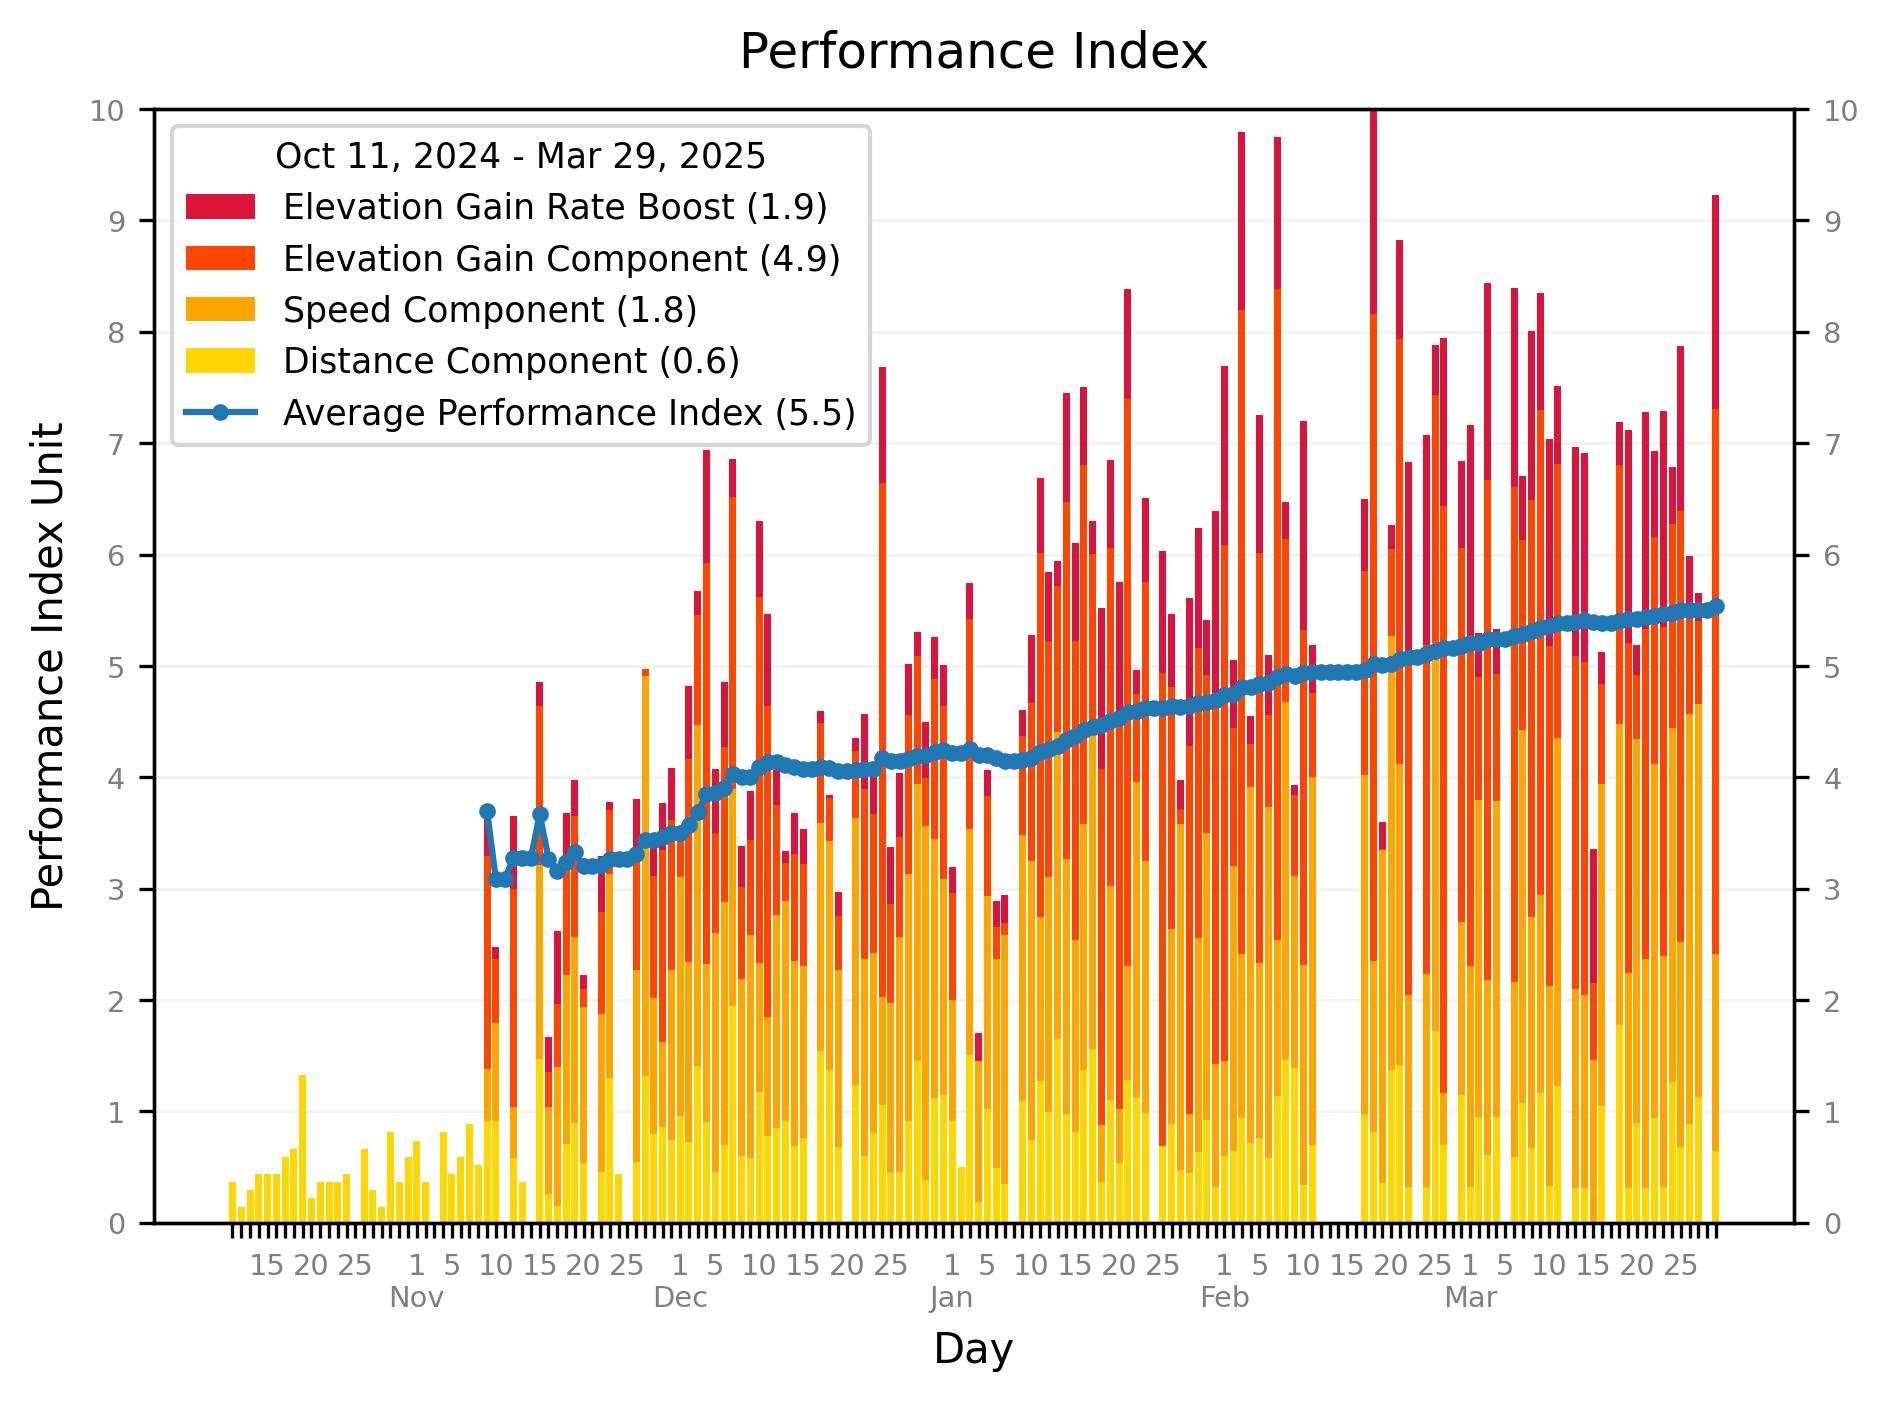 Performance Index
Oct 11, 2024 - Mar 29, 2025
Elevation Gain Rate Boost (1.9)
Elevation Gain Component (4.9)
Speed Component (1.8)
Distance Component (0.6)
Average Performance Index (5.5)
Performance Index Unit
10
9
8
7
6
5
4
3
2
1
0
10
9
8
7
6
5
4
3
2
1
0
15 20 25 1 5 10 15 20 25 1 5 10 15 20 25 1 5 10 15 20 25 1 5 10 15 20 25 1 5 10 15 20 25
Nov Dec Jan Feb Mar
Day